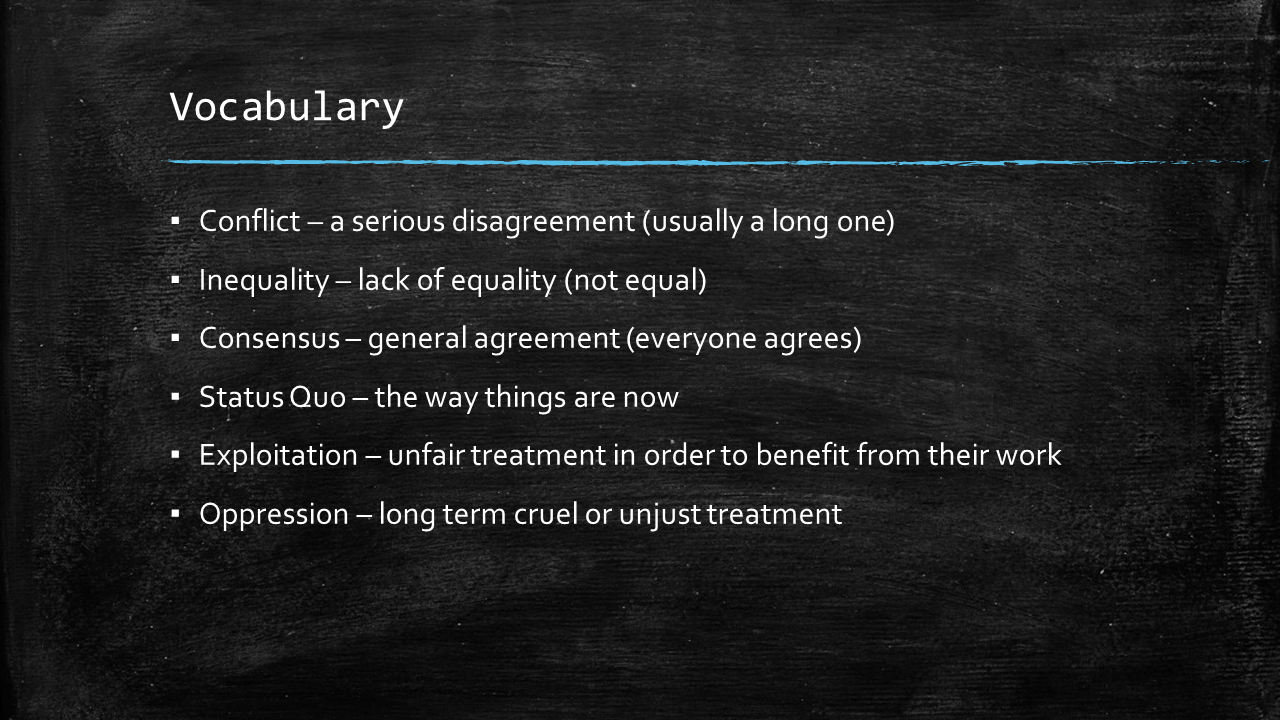 Vocabulary
▪ Conflict – a serious disagreement (usually a long one)
▪ Inequality – lack of equality (not equal)
▪ Consensus – general agreement (everyone agrees)
▪ Status Quo – the way things are now
▪ Exploitation – unfair treatment in order to benefit from their work
▪ Oppression – long term cruel or unjust treatment